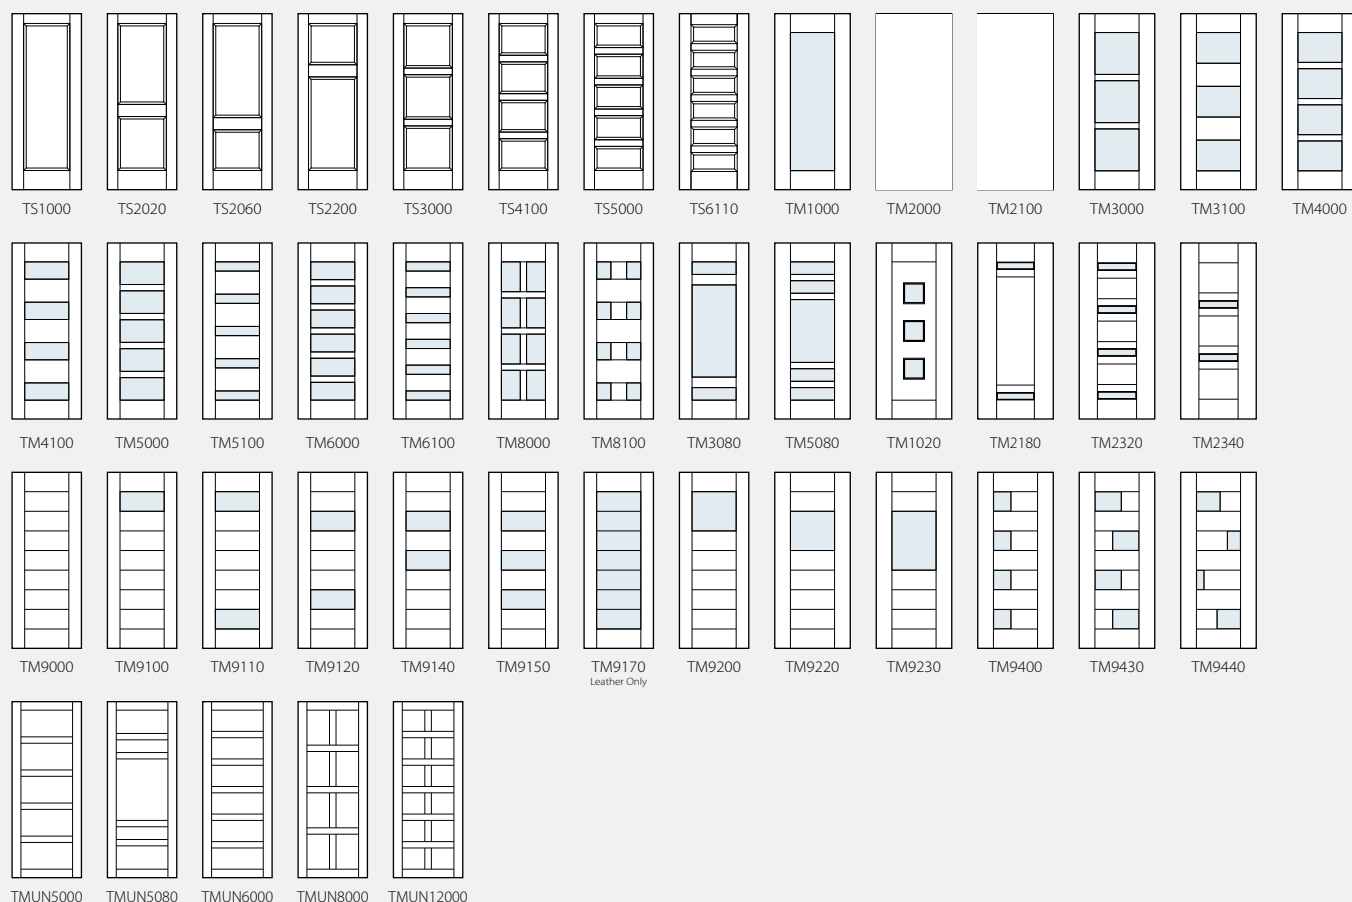 TS1000 TS2020 TS2060 TS2200 TS3000 TS4100 TS5000 TS6110 TM1000 TM2000 TM2100 TM3000 TM3100 TM4000
TM4100 TM5000 TM5100 TM6000 TM6100 TM8000 TM8100 TM3080 TM5080 TM1020 TM2180 TM2320 TM2340
TM9000 TM9100 TM9110 TM9120 TM9140 TM9150 TM9170 TM9200 TM9220 TM9230 TM9400 TM9430 TM9440
Leather Only
TMUN5000 TMUN5080 TMUN6000 TMUN8000 TMUN12000